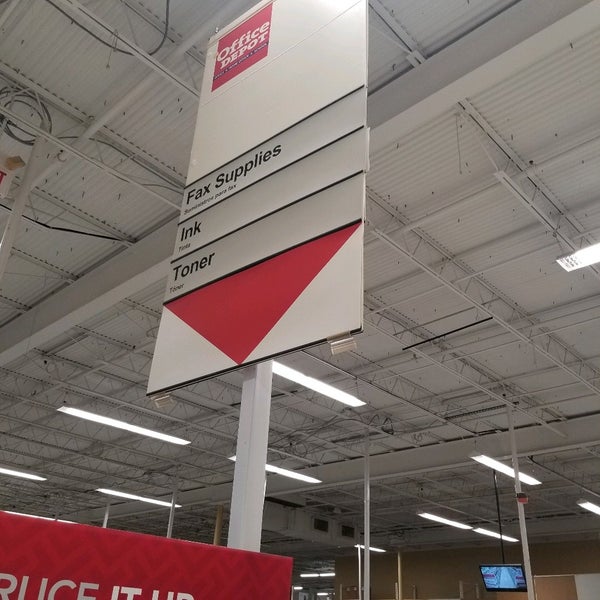 Office
DEPOT
Fax Supplies
Suministros para fax
Ink
Tinta
Toner
Tóner
RUCE IT UP